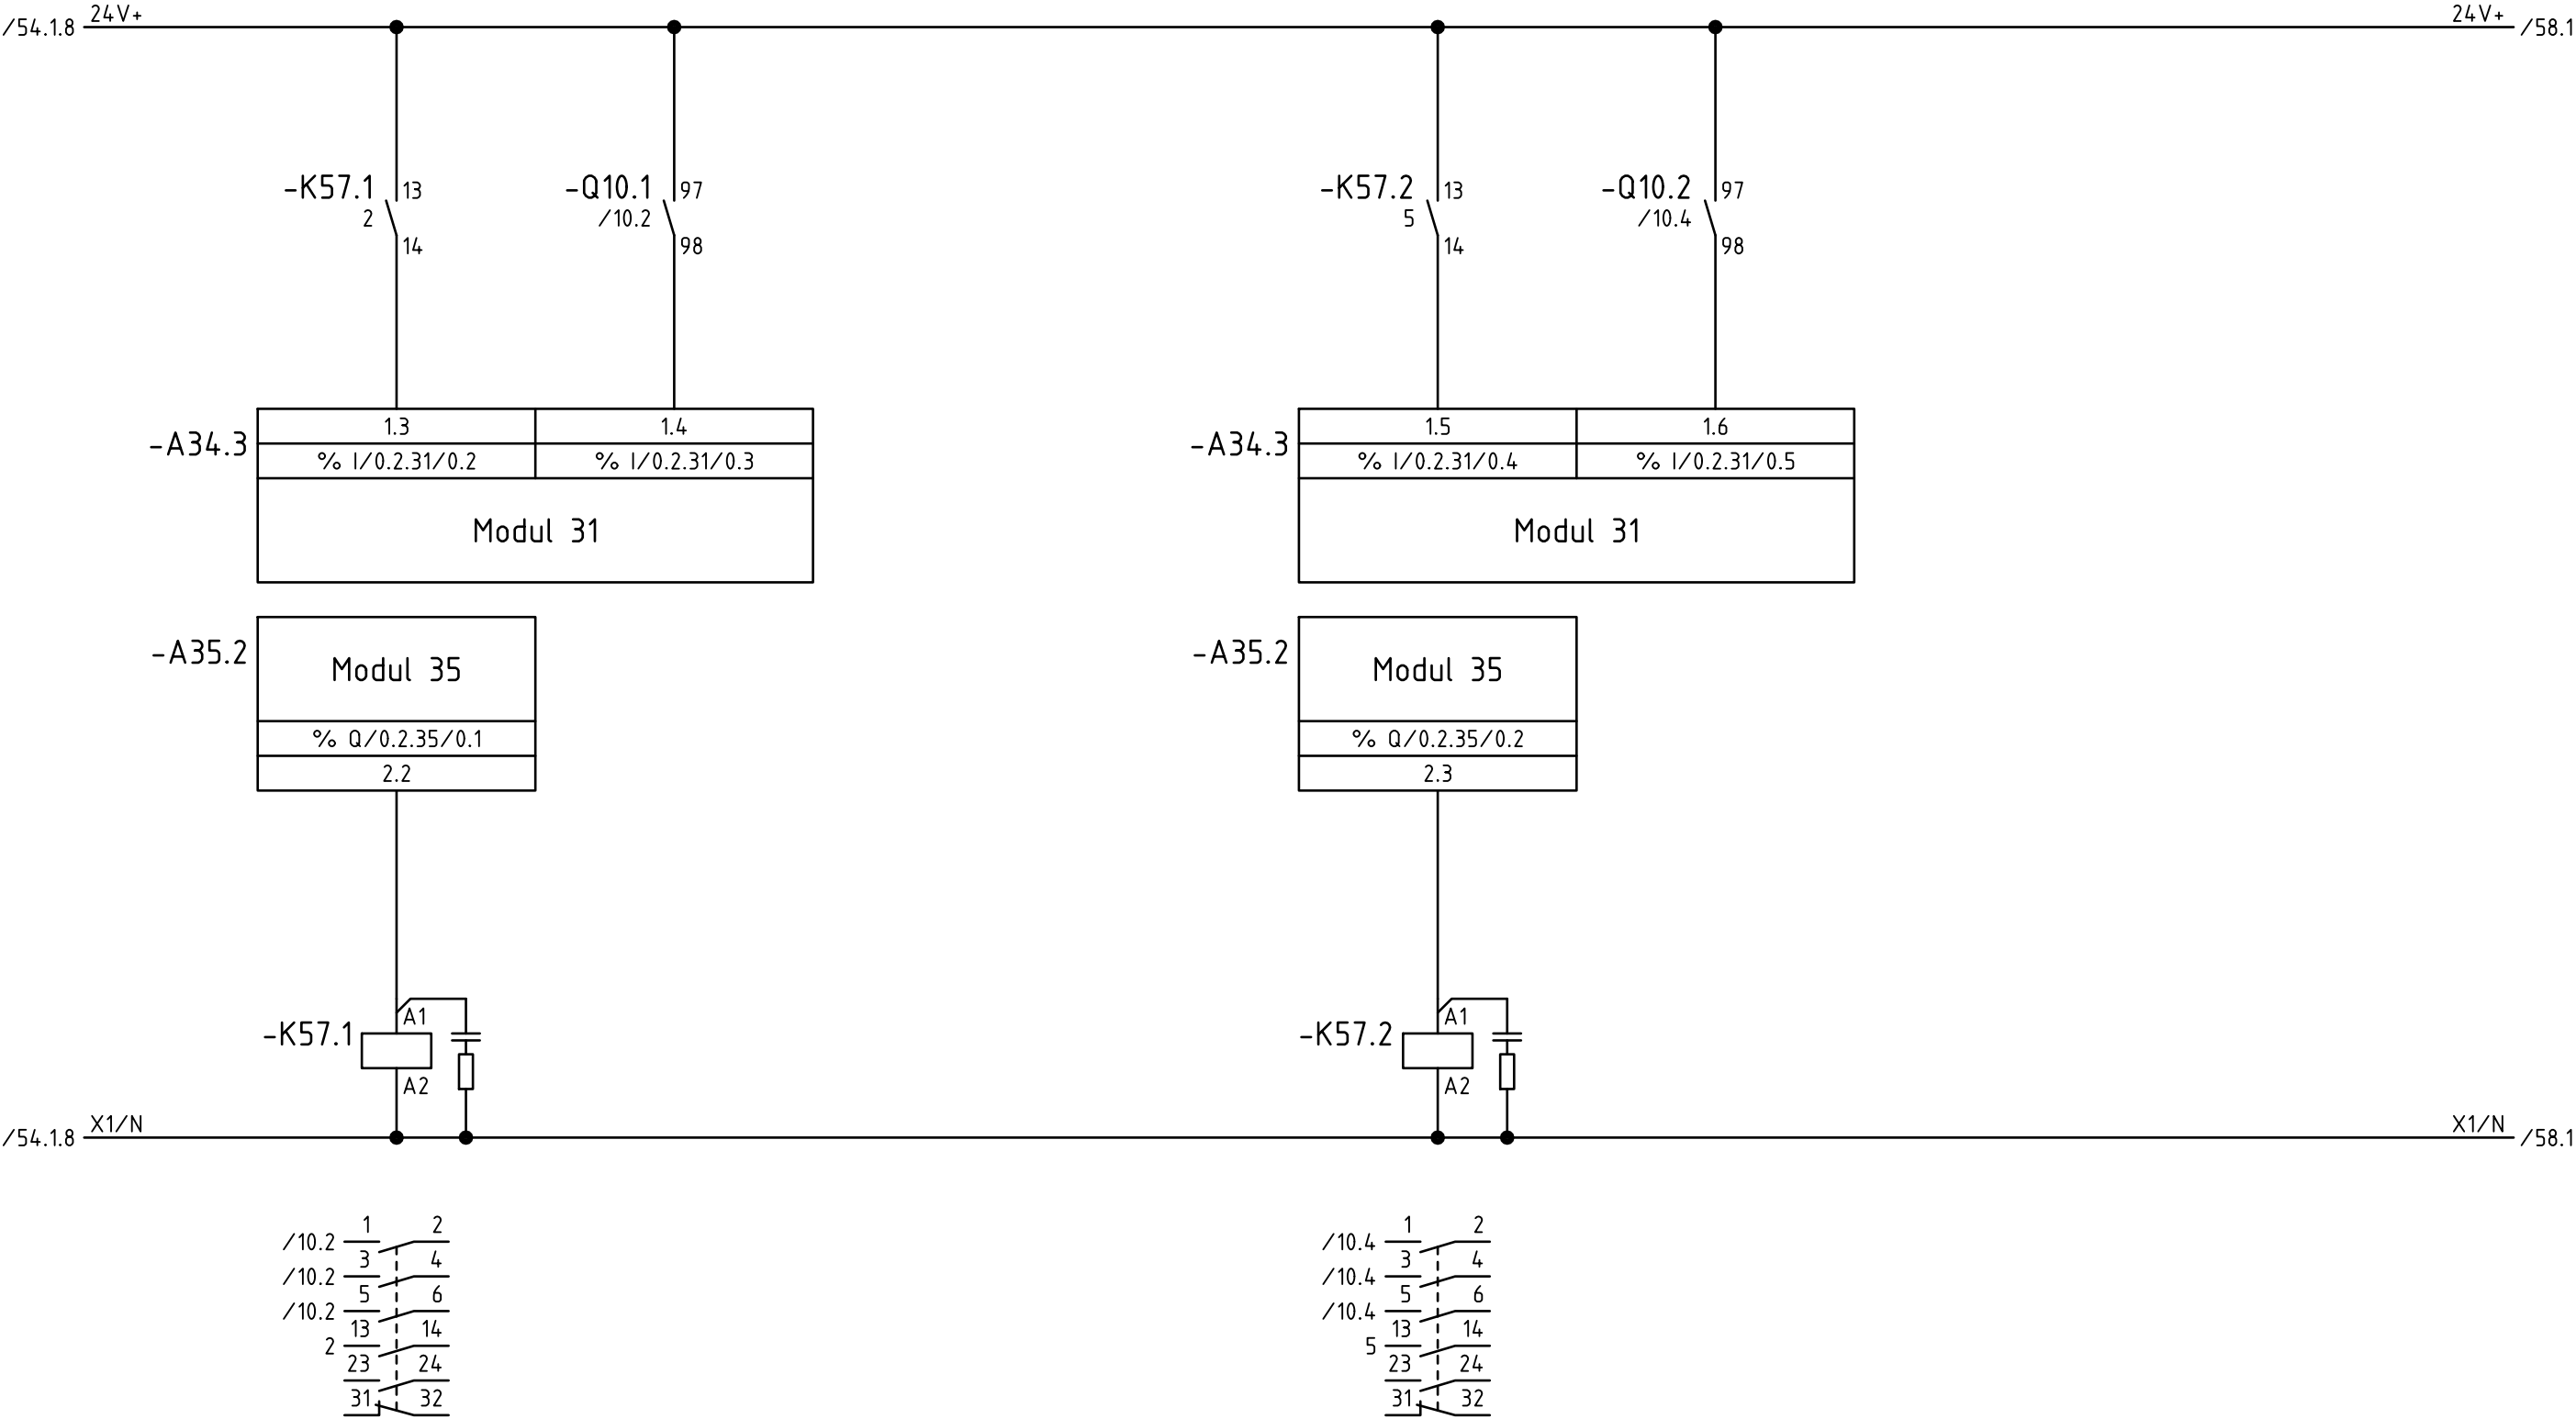 24V+ 24V+
/54.1.8 /58.1
-K57.1 13 -Q10.1 97 -K57.2 13 -Q10.2 97
2 /10.2 5 /10.4
14 98 14 98
1.3 1.4 1.5 1.6
-A34.3 -A34.3
% I/0.2.31/0.2 % I/0.2.31/0.3 % I/0.2.31/0.4 % I/0.2.31/0.5
Modul 31 Modul 31
-A35.2 Modul 35 -A35.2 Modul 35
% Q/0.2.35/0.1 % Q/0.2.35/0.2
2.2 2.3
A1 A1
-K57.1 -K57.2
A2 A2
X1/N X1/N
/54.1.8 /58.1
1 2 1 2
/10.2 /10.4
3 4 3 4
/10.2 /10.4
5 6 5 6
/10.2 /10.4
13 14 13 14
2 5
23 24 23 24
31 32 31 32